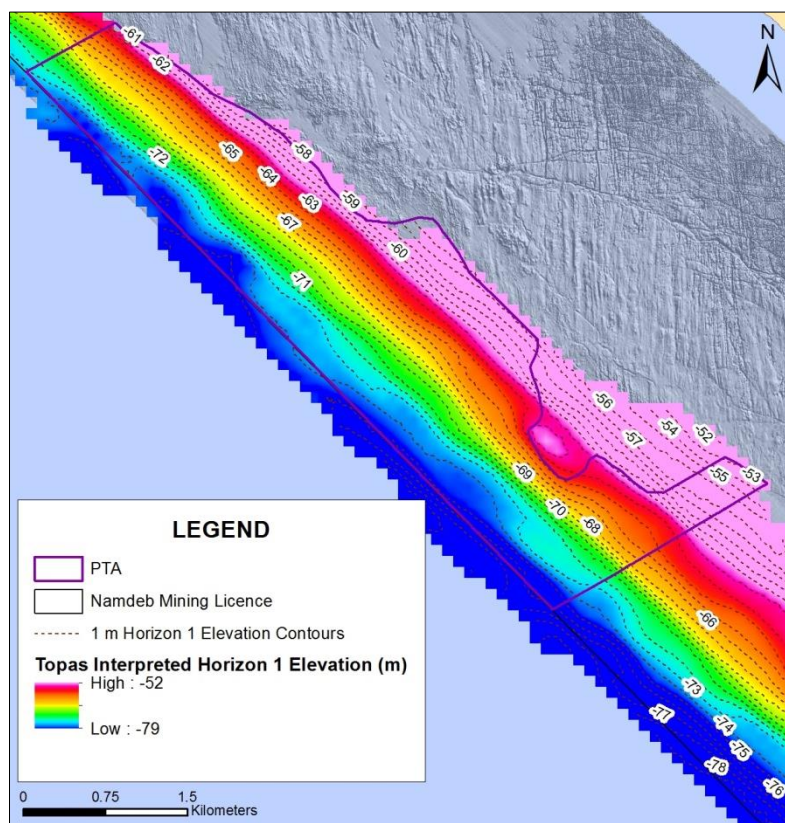 N
-61
-62
-58
-72
-65
-64
-59
-63
-67
-60
-71
-56
-54
-52
-57
-53
-55
-69
-70
-68
-66
-73
-77
-74
-75
-78
-76
LEGEND
PTA
Namdeb Mining Licence
1 m Horizon 1 Elevation Contours
Topas Interpreted Horizon 1 Elevation (m)
High : -52
Low : -79
0 0.75 1.5
Kilometers